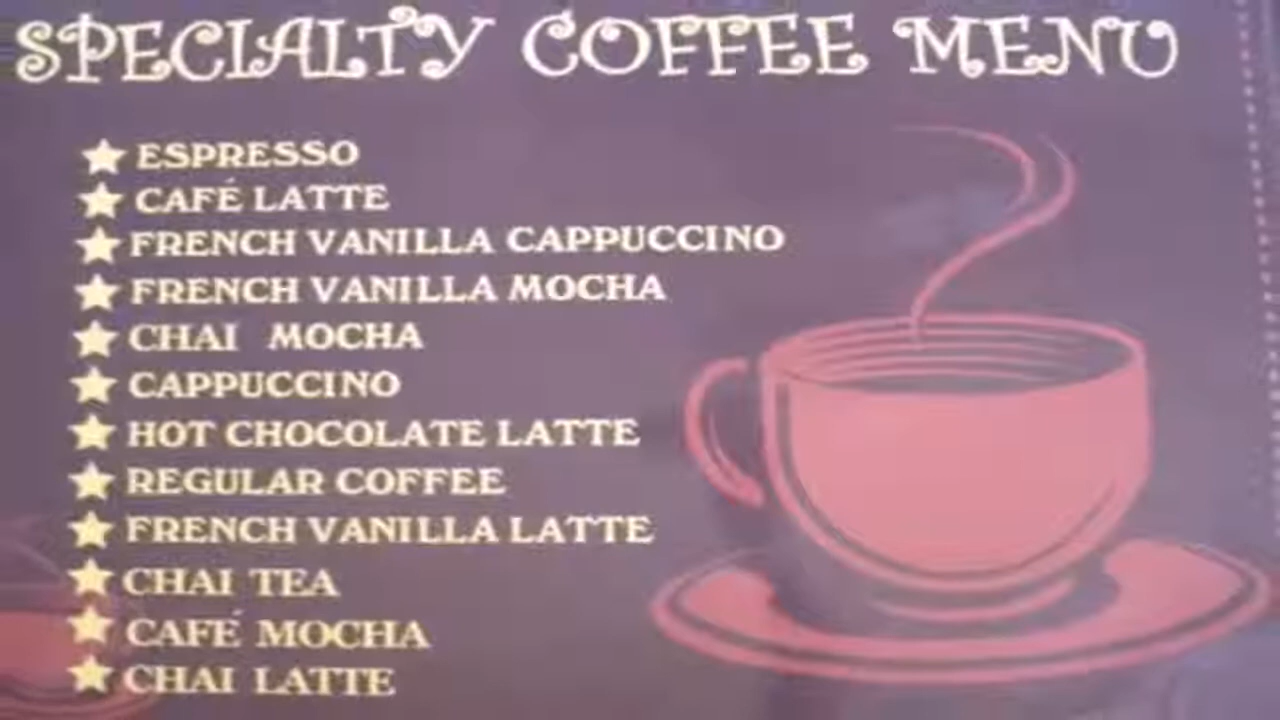 SPECIALTY COFFEE MENU
ESPRESSO
CAFÉ LATTE
FRENCH VANILLA CAPPUCCINO
FRENCH VANILLA MOCHA
CHAI MOCHA
CAPPUCCINO
HOT CHOCOLATE LATTE
REGULAR COFFEE
FRENCH VANILLA LATTE
CHAI TEA
CAFÉ MOCHA
CHAI LATTE